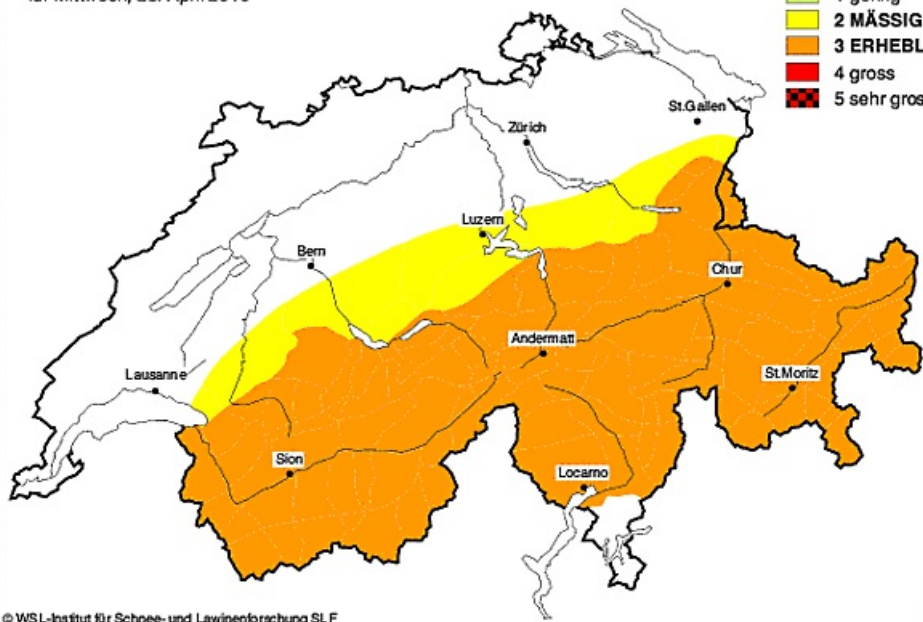 2 MÄSSIG
3 ERHEBL
4 gross
5 sehr gros
St.Gallen
Zürich
Luzern
Bern
Chur
Andermatt
Lausanne
St.Moritz
Sion
Locarno
© WSL-Institut für Schnee- und Lawinenforschung SLF